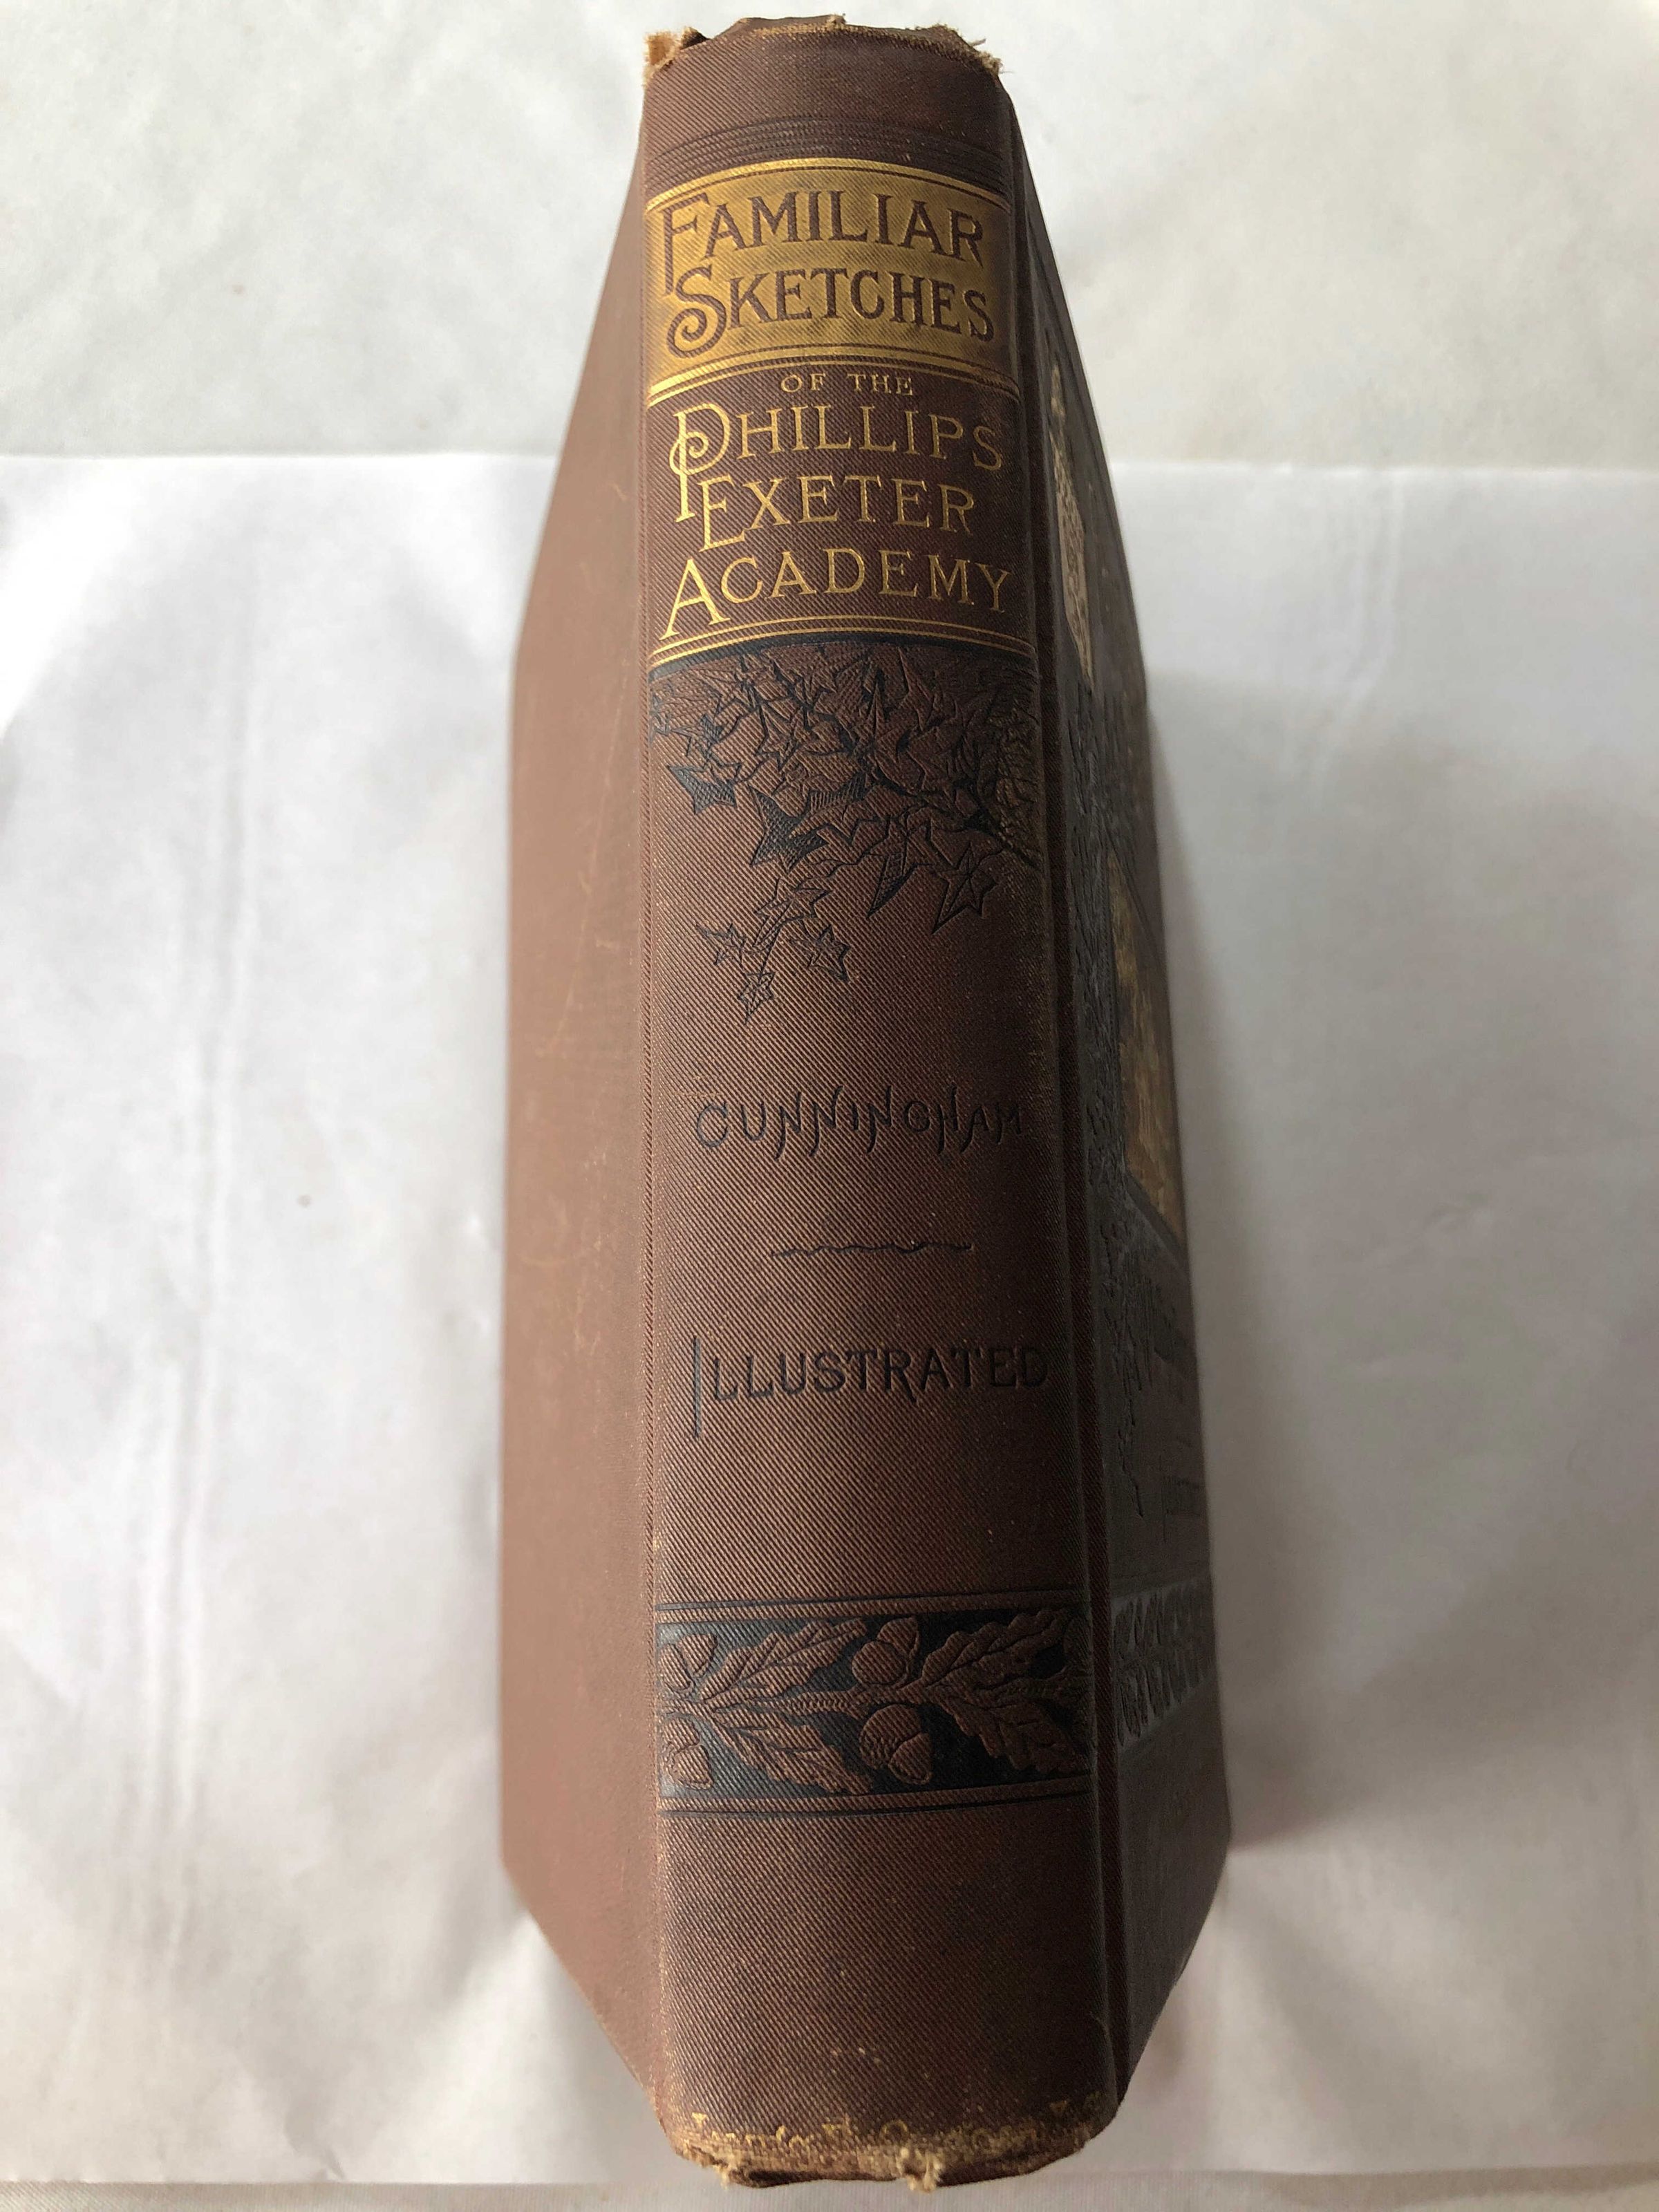 FAMILIAR
SKETCHES
OF THE
PHILLIPS
EXETER
ACADEMY
CUNNINGHAM
ILLUSTRATED